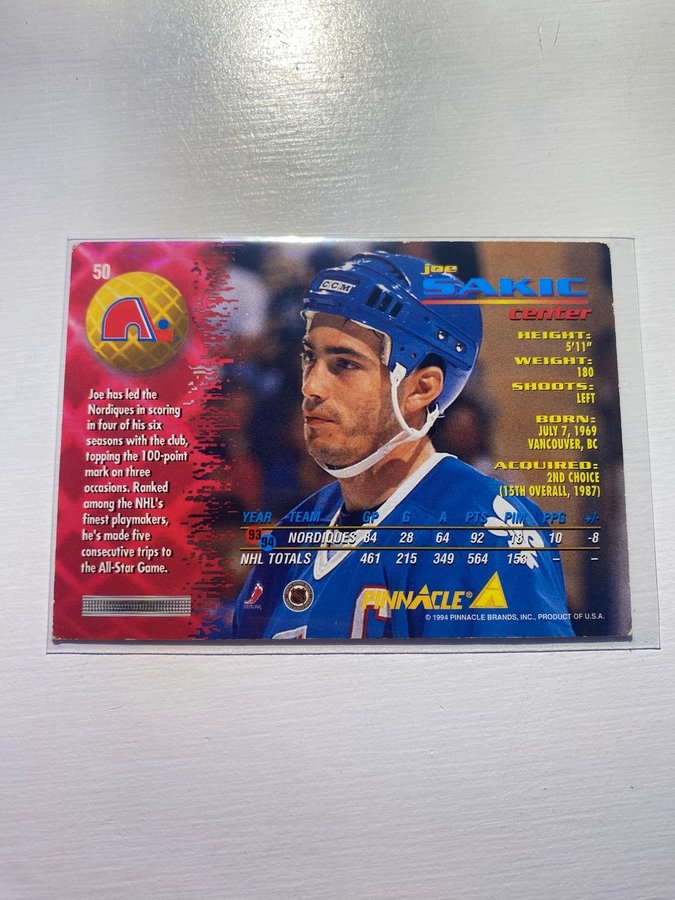 50
Joe has led the
Nordiques in scoring
in four of his six
seasons with the club,
topping the 100-point
mark on three
occasions. Ranked
among the NHL's
finest playmakers,
he's made five
consecutive trips to
the All-Star Game.
CCM
joe
SAKIC
center
HEIGHT:
5'11"
WEIGHT:
180
SHOOTS:
LEFT
BORN:
JULY 7, 1969
VANCOUVER, BC
ACQUIRED:
2ND CHOICE
(15TH OVERALL, 1987)
YEAR TEAM GP G A PTS PIM PPG +/-
93 94 NORDIQUES 84 28 64 92 18 10 -8
NHL TOTALS 461 215 349 564 153 – –
C
PINNACLE®
© 1994 PINNACLE BRANDS, INC., PRODUCT OF U.S.A.